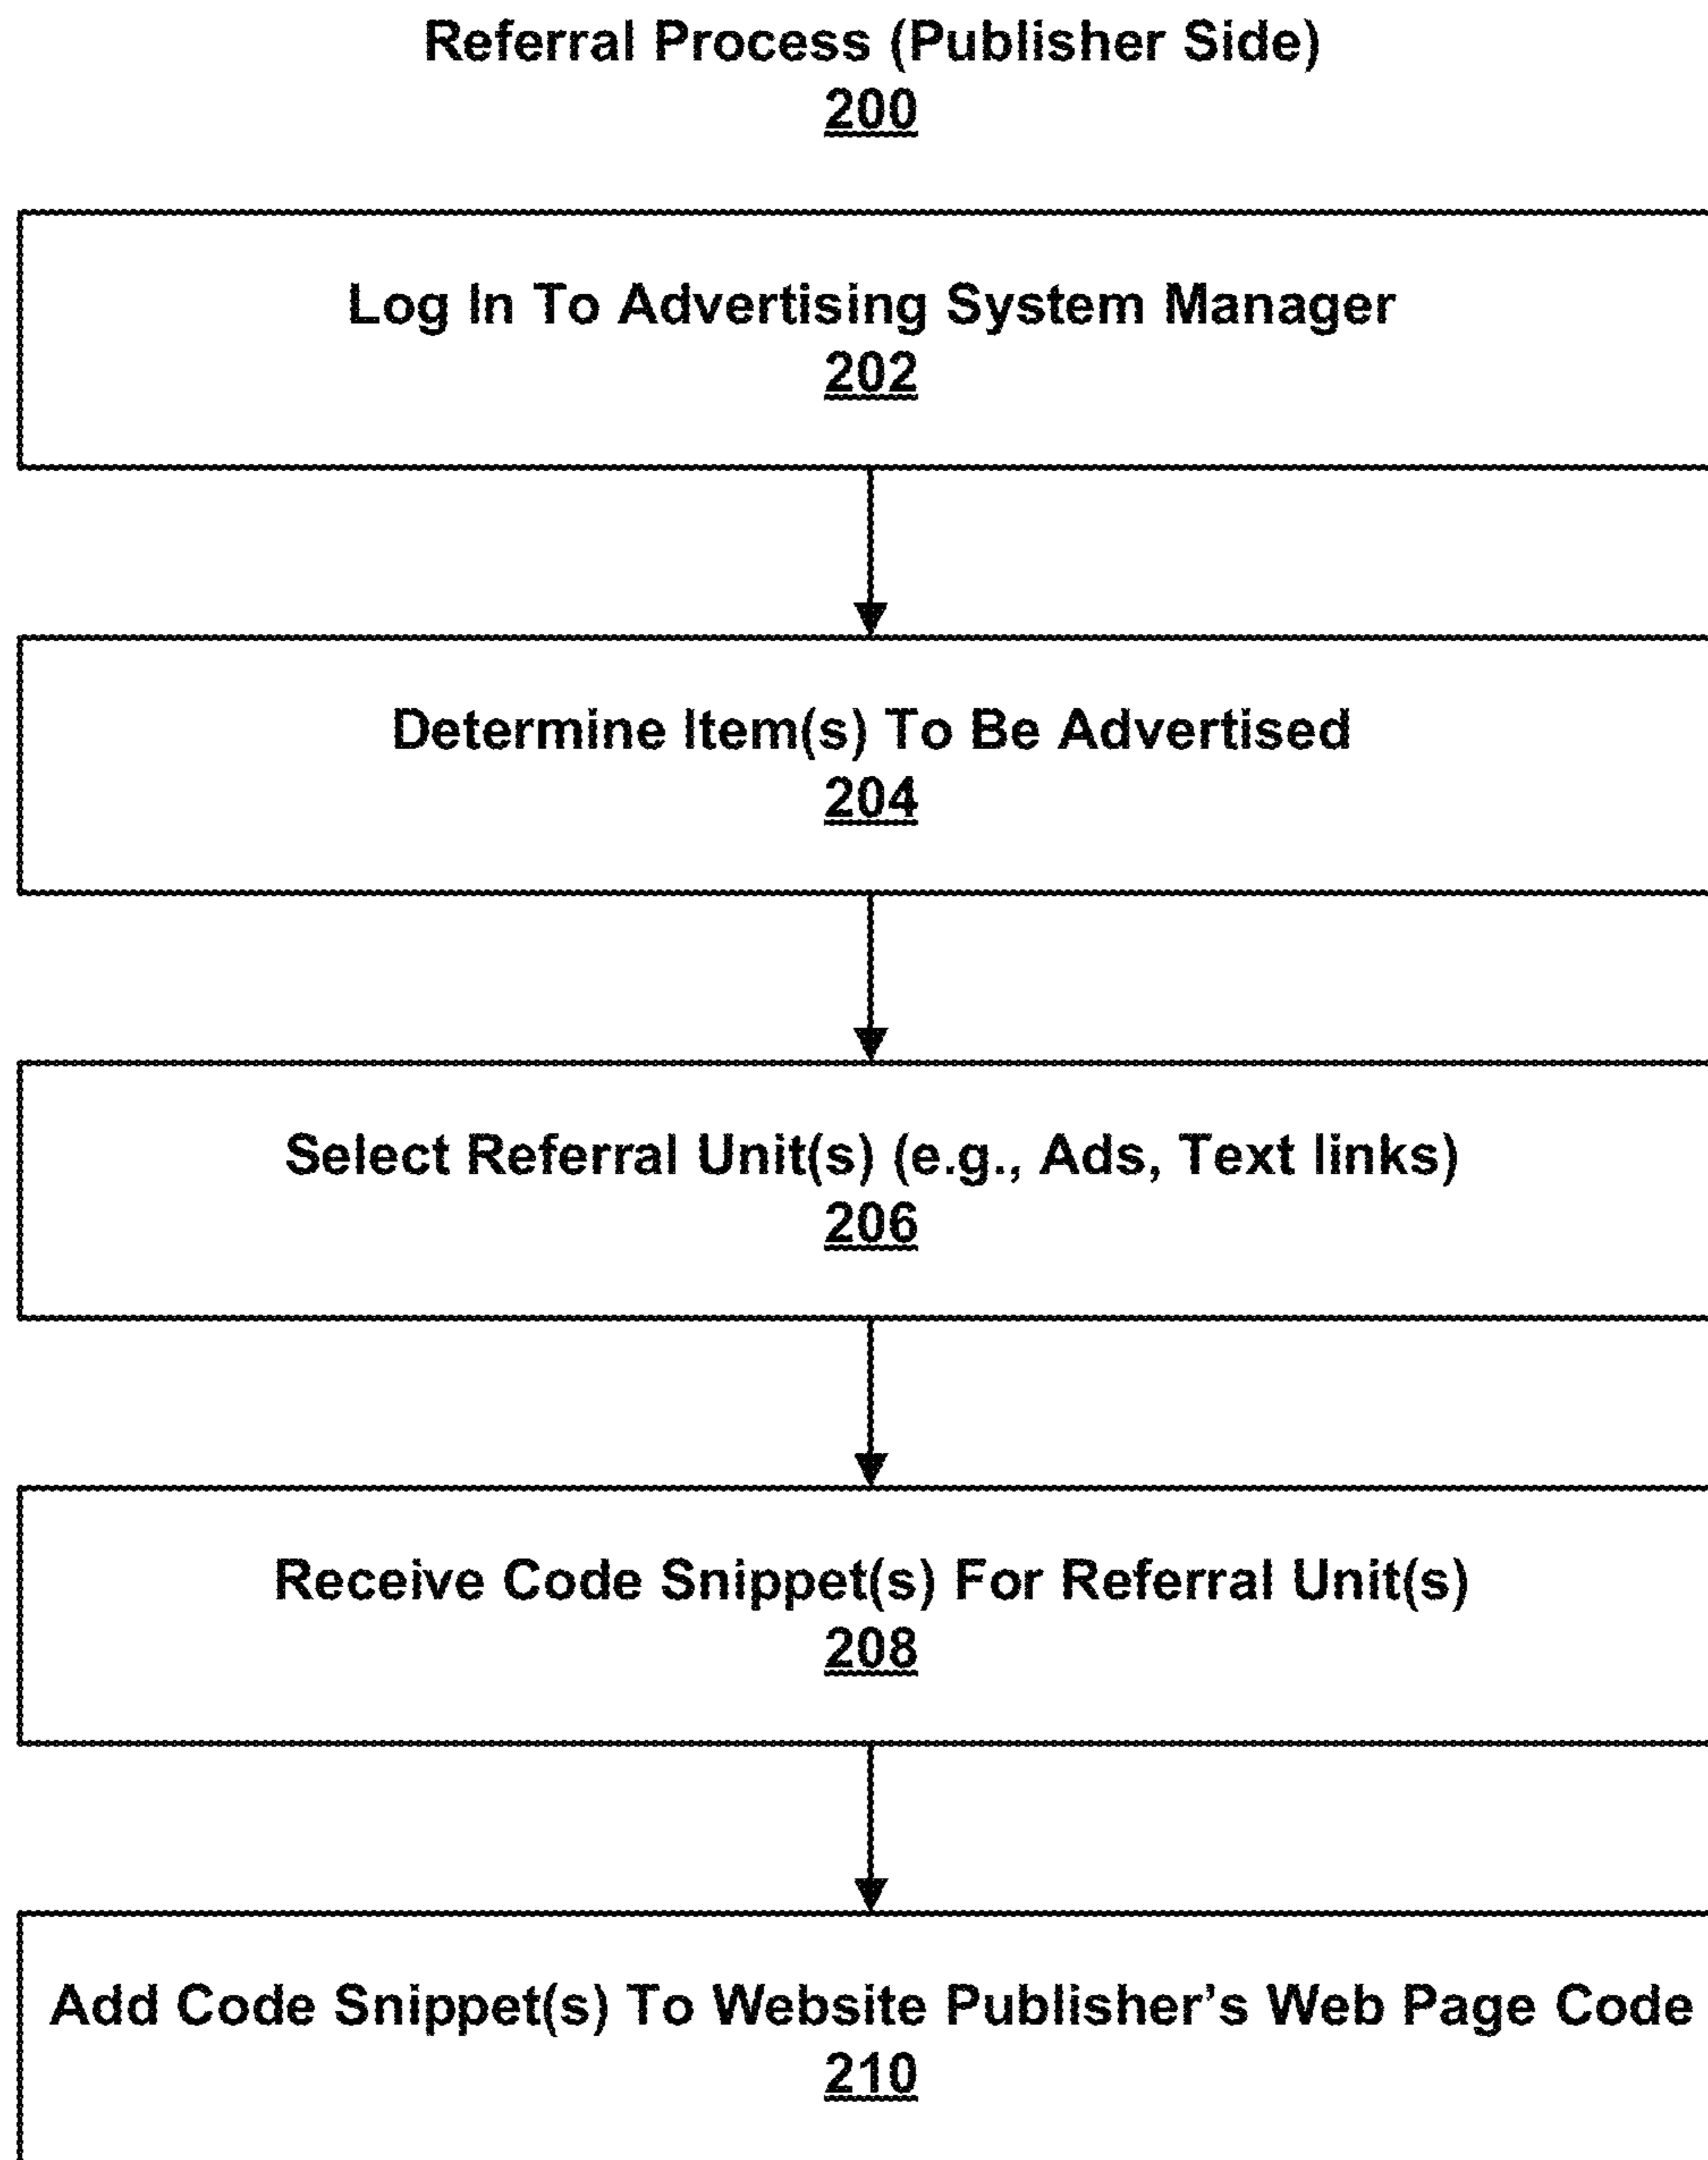 Referral Process (Publisher Side)
200
Log In To Advertising System Manager
202
Determine Item(s) To Be Advertised
204
Select Referral Unit(s) (e.g., Ads, Text links)
206
Receive Code Snippet(s) For Referral Unit(s)
208
Add Code Snippet(s) To Website Publisher’s Web Page Code
210